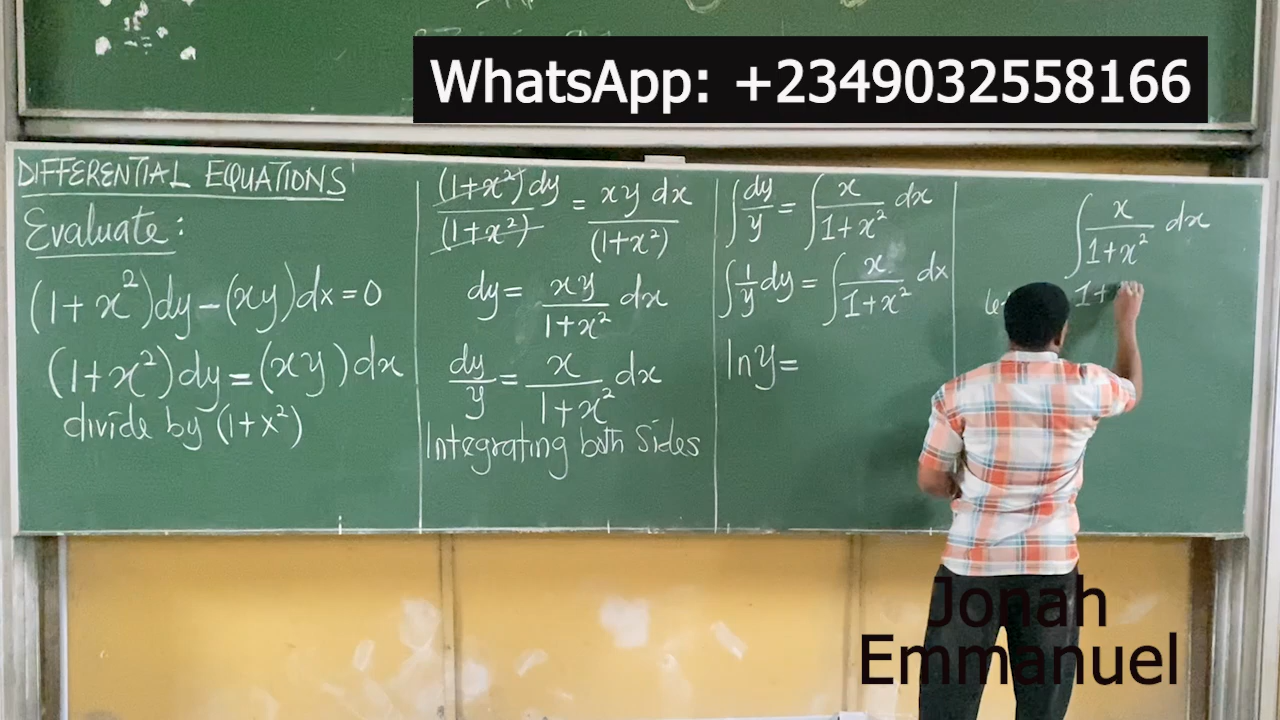 WhatsApp: +2349032558166
DIFFERENTIAL EQUATIONS
Evaluate:
(1+x²)dy-(xy)dx=0
(1+x²)dy=(xy)dx
divide by (1+x²)
(1+x²)dy/(1+x²) = xy dx/(1+x²)
dy= xy/1+x² dx
dy/y = x/1+x² dx
Integrating both Sides
∫dy/y = ∫x/1+x² dx
∫1/y dy = ∫x/1+x² dx
ln y =
∫x/1+x² dx
1+
Jonah
Emmanuel